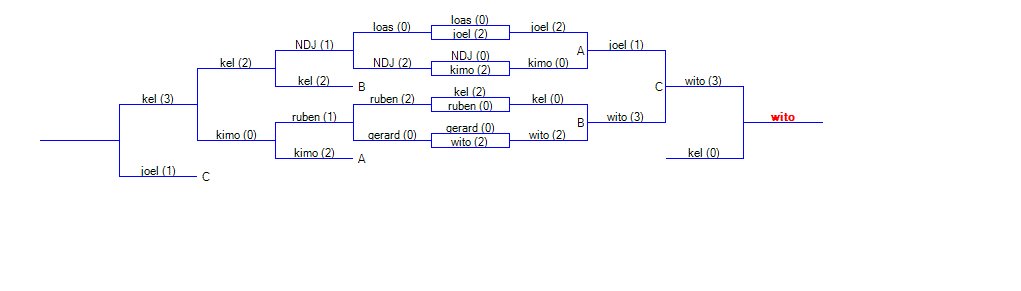 loas (0)
loas (0)
joel (2)
joel (2)
NDJ (1)
A
joel (1)
NDJ (0)
kel (2)
NDJ (2)
kimo (2)
kimo (0)
kel (2)
B
C
wito (3)
kel (3)
ruben (2)
kel (2)
ruben (0)
kel (0)
ruben (1)
B
wito (3)
wito
kimo (0)
gerard (0)
gerard (0)
wito (2)
wito (2)
kimo (2)
A
kel (0)
joel (1)
C